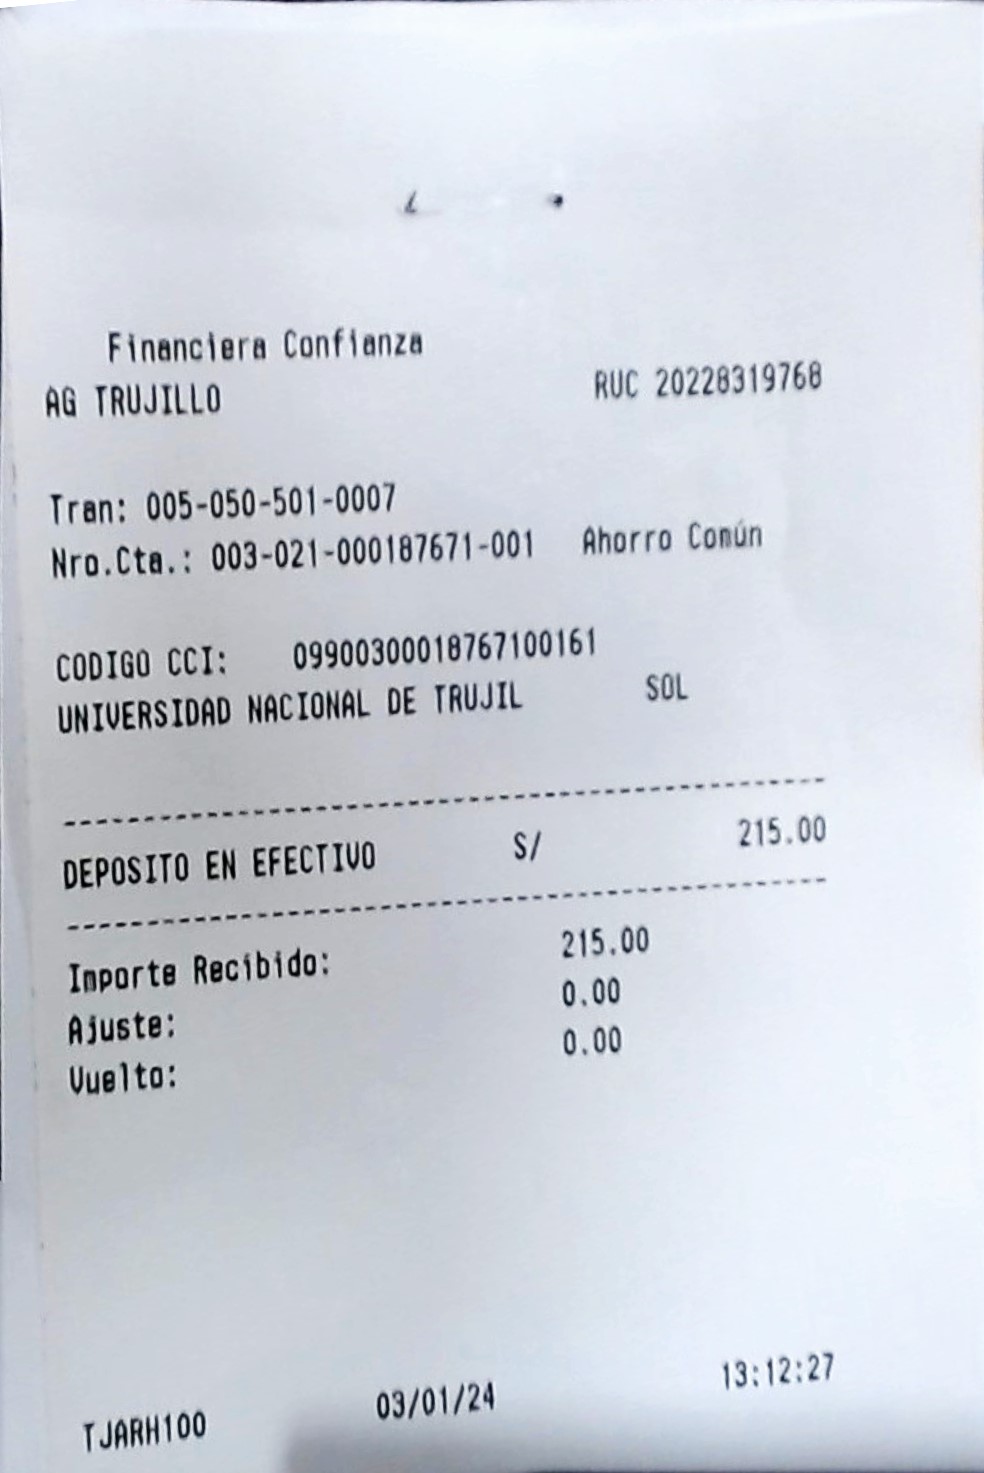 Financiera Confianza
AG TRUJILLO RUC 20228319768
Tran: 005-050-501-0007
Nro.Cta.: 003-021-000187671-001 Ahorro Común
CODIGO CCI: 09900300018767100161
UNIVERSIDAD NACIONAL DE TRUJIL SOL
DEPOSITO EN EFECTIVO S/ 215.00
Importe Recibido: 215.00
Ajuste: 0.00
Vuelto: 0.00
TJARH100 03/01/24 13:12:27